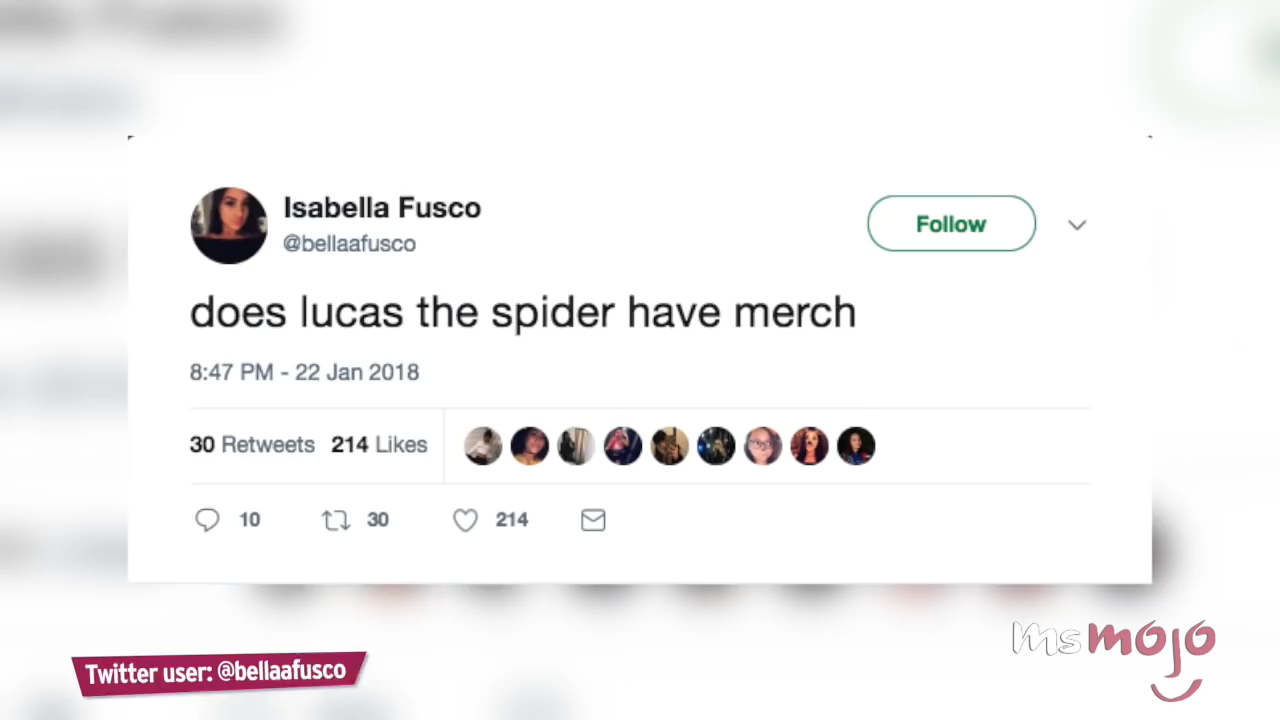 Isabella Fusco
@bellaafusco
Follow
does lucas the spider have merch
8:47 PM - 22 Jan 2018
30 Retweets 214 Likes
10 30 214
msmojo
Twitter user: @bellaafusco